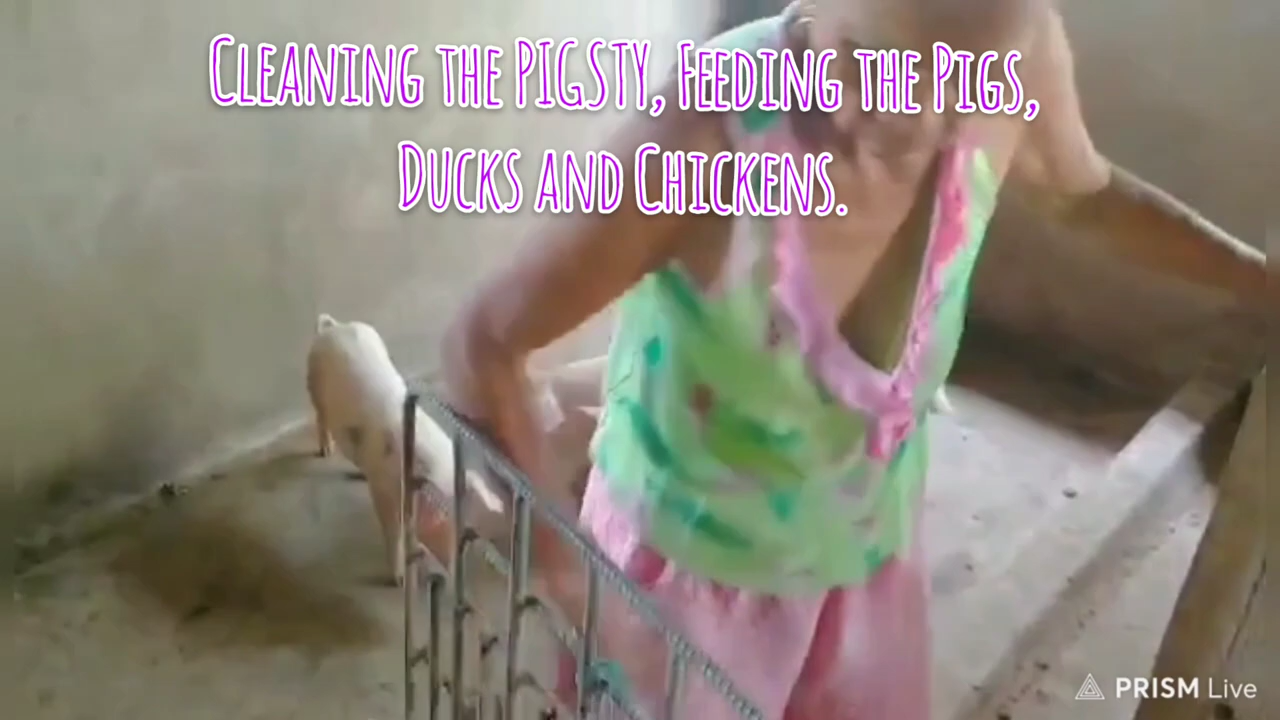 Cleaning the PIGSTY, Feeding the Pigs,
Ducks and Chickens.
PRISM Live